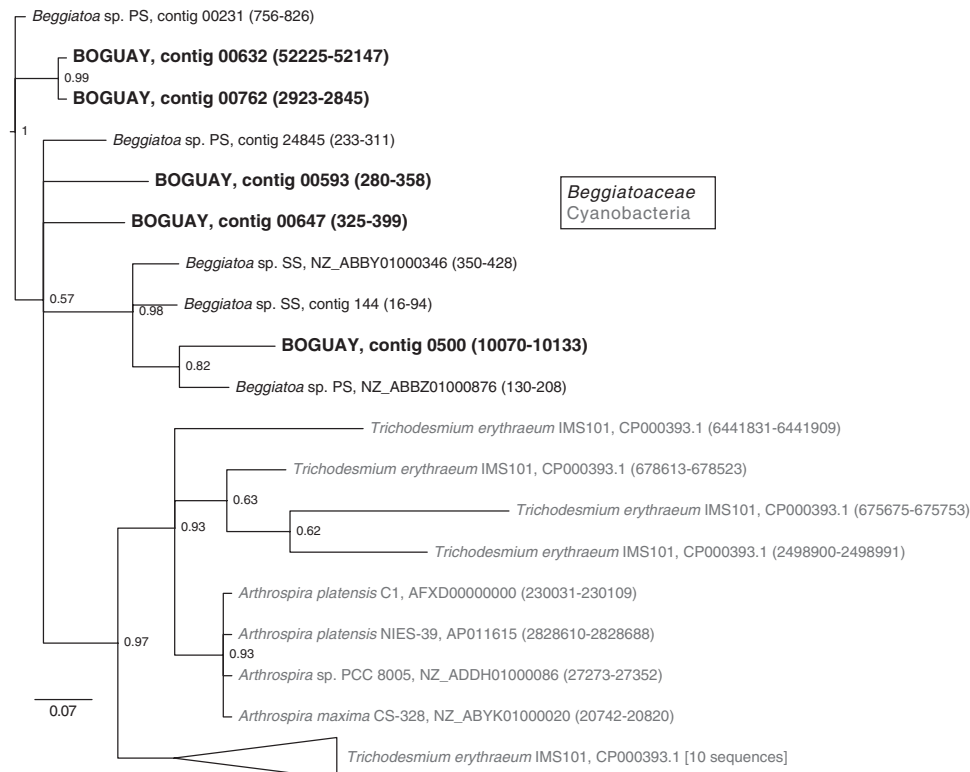 Beggiatoa sp. PS, contig 00231 (756-826)
BOGUAY, contig 00632 (52225-52147)
0.99
BOGUAY, contig 00762 (2923-2845)
1
Beggiatoa sp. PS, contig 24845 (233-311)
BOGUAY, contig 00593 (280-358)
Beggiatoaceae
Cyanobacteria
BOGUAY, contig 00647 (325-399)
Beggiatoa sp. SS, NZ_ABBY01000346 (350-428)
0.57
0.98
Beggiatoa sp. SS, contig 144 (16-94)
BOGUAY, contig 0500 (10070-10133)
0.82
Beggiatoa sp. PS, NZ_ABBZ01000876 (130-208)
Trichodesmium erythraeum IMS101, CP000393.1 (6441831-6441909)
Trichodesmium erythraeum IMS101, CP000393.1 (678613-678523)
0.63
Trichodesmium erythraeum IMS101, CP000393.1 (675675-675753)
0.93
0.62
Trichodesmium erythraeum IMS101, CP000393.1 (2498900-2498991)
Arthrospira platensis C1, AFXD00000000 (230031-230109)
Arthrospira platensis NIES-39, AP011615 (2828610-2828688)
0.97
0.93
Arthrospira sp. PCC 8005, NZ_ADDH01000086 (27273-27352)
0.07
Arthrospira maxima CS-328, NZ_ABYK01000020 (20742-20820)
Trichodesmium erythraeum IMS101, CP000393.1 [10 sequences]